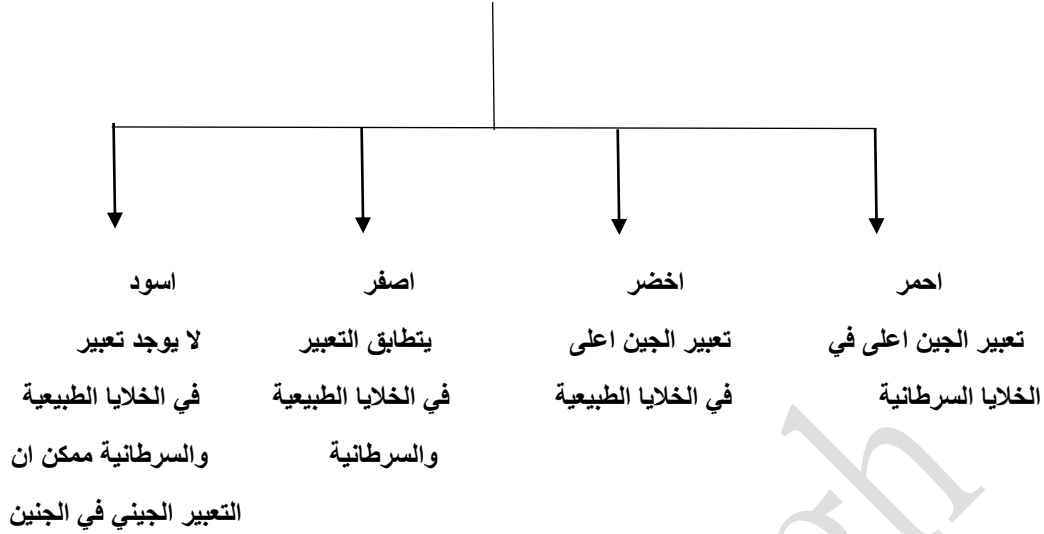 احمر
تعبير الجين اعلى في
الخلايا السرطانية
اخضر
تعبير الجين اعلى
في الخلايا الطبيعية
اصفر
يتطابق التعبير
في الخلايا الطبيعية
والسرطانية
اسود
لا يوجد تعبير
في الخلايا الطبيعية
والسرطانية ممكن ان
التعبير الجيني في الجنين